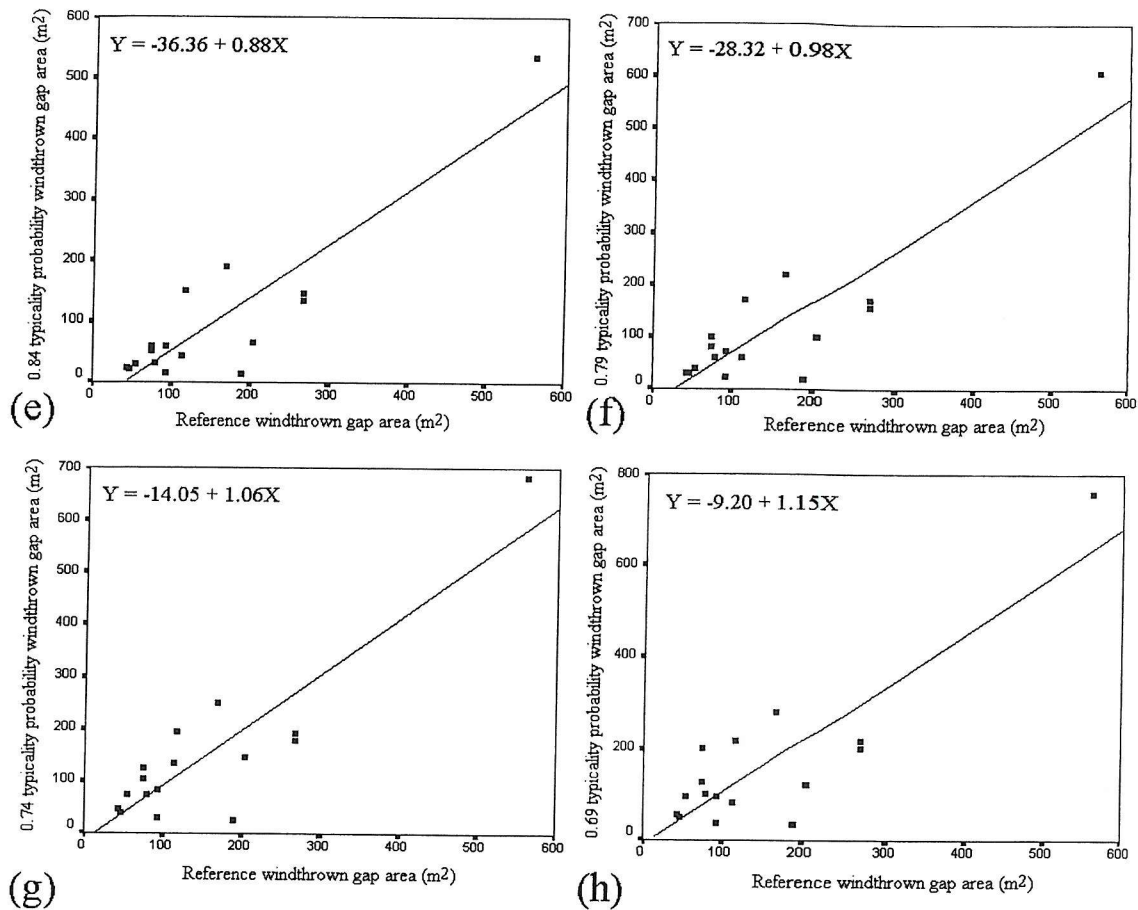 Y = -36.36 + 0.88X
0.84 typicality probability windthrown gap area (m2)
600
500
400
300
200
100
0
0 100 200 300 400 500 600
Reference windthrown gap area (m2)
(e)
Y = -28.32 + 0.98X
0.79 typicality probability windthrown gap area (m2)
700
600
500
400
300
200
100
0
0 100 200 300 400 500 600
Reference windthrown gap area (m2)
(f)
Y = -14.05 + 1.06X
0.74 typicality probability windthrown gap area (m2)
700
600
500
400
300
200
100
0
0 100 200 300 400 500 600
Reference windthrown gap area (m2)
(g)
Y = -9.20 + 1.15X
0.69 typicality probability windthrown gap area (m2)
800
600
400
200
0
0 100 200 300 400 500 600
Reference windthrown gap area (m2)
(h)